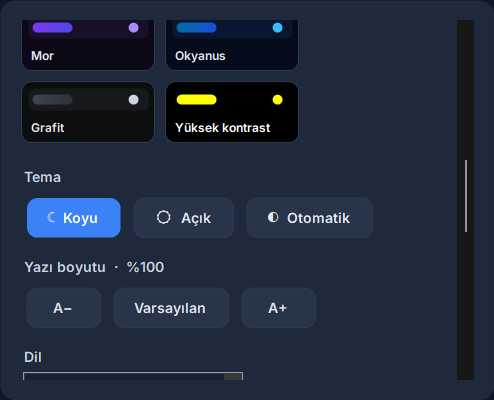 Mor
Okyanus
Grafit
Yüksek kontrast
Tema
Koyu
Açık
Otomatik
Yazı boyutu · %100
A−
Varsayılan
A+
Dil